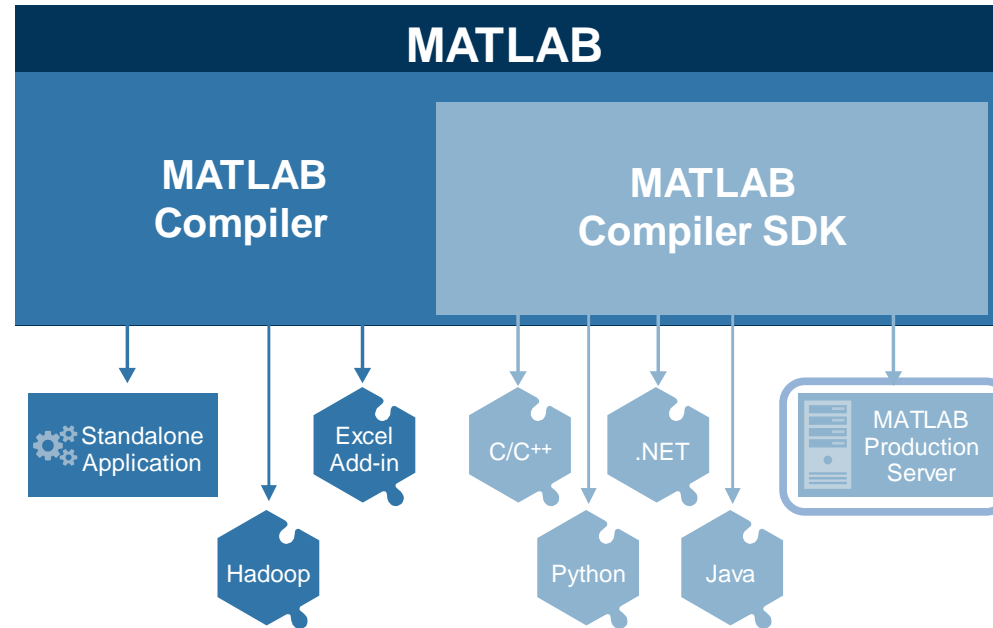 MATLAB
MATLAB
Compiler
MATLAB
Compiler SDK
Standalone
Application
Excel
Add-in
C/C++
.NET
MATLAB
Production
Server
Hadoop
Python
Java